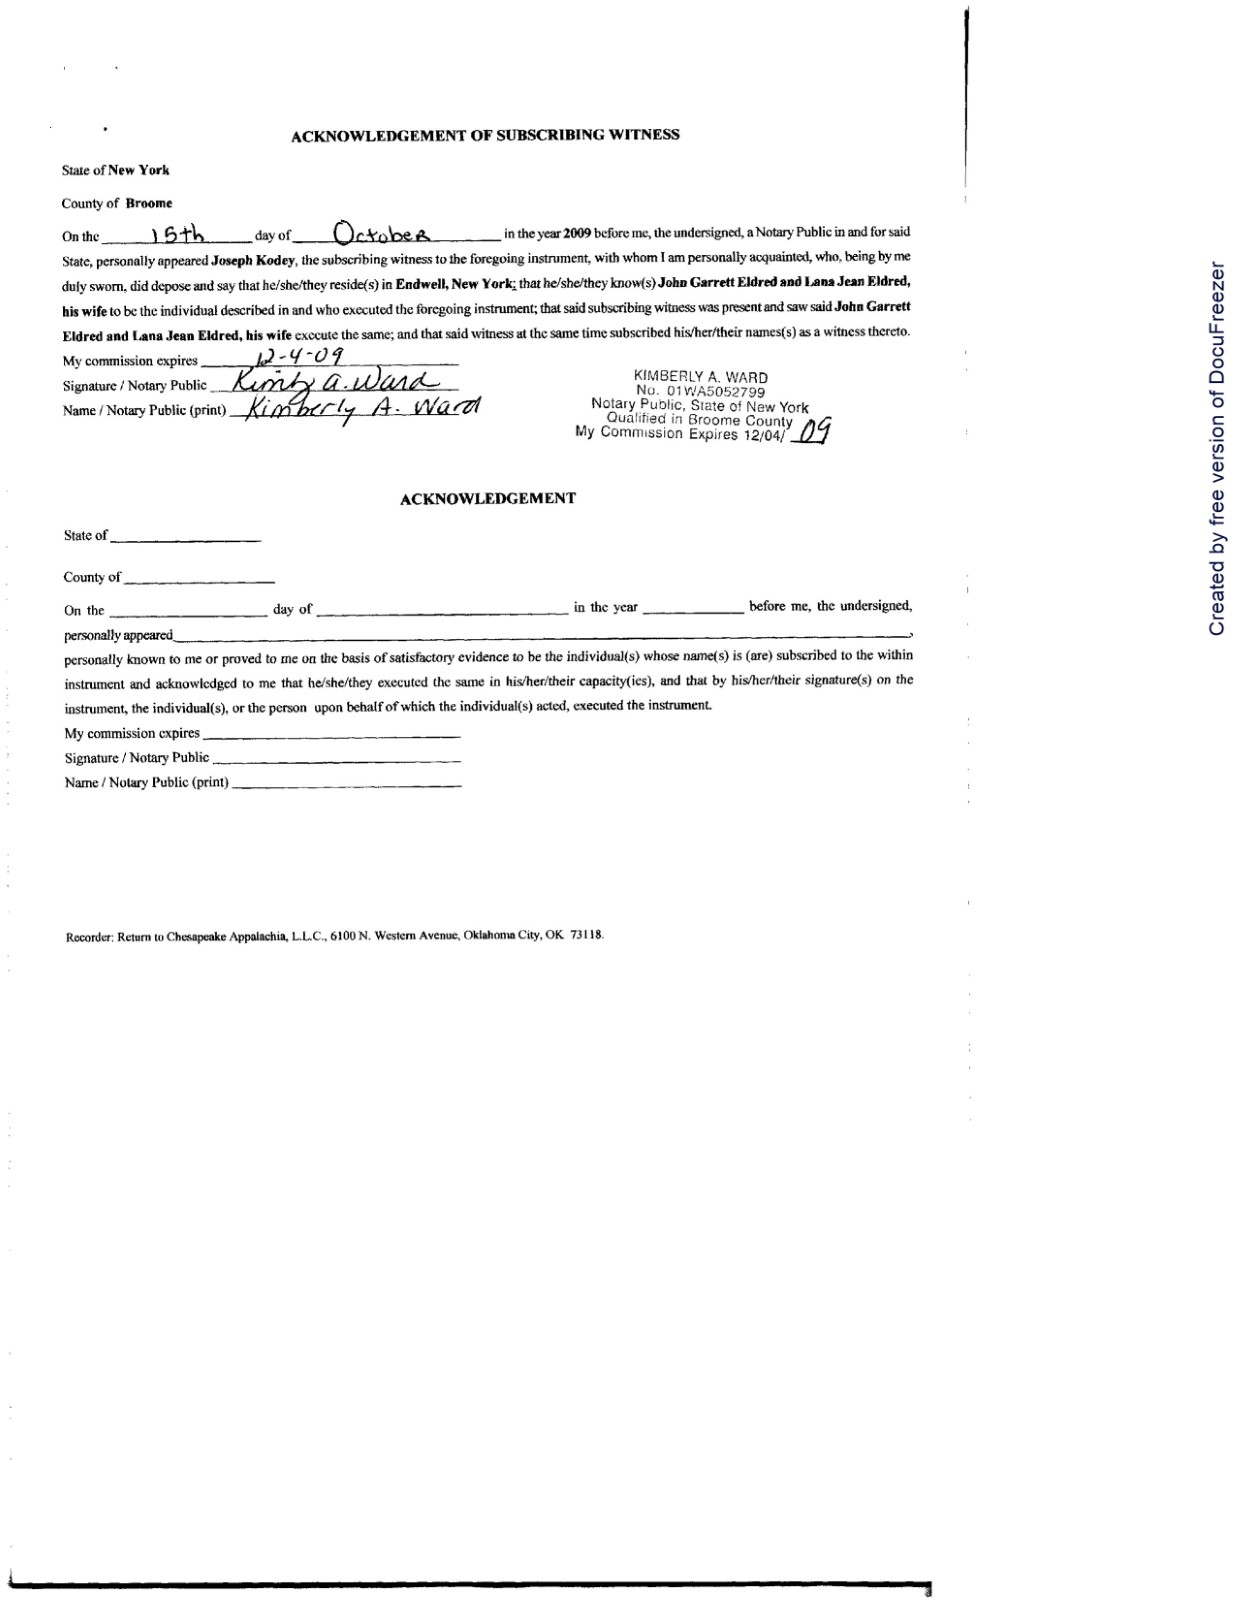 ACKNOWLEDGEMENT OF SUBSCRIBING WITNESS
State of New York
County of Broome
On the 15th day of October in the year 2009 before me, the undersigned, a Notary Public in and for said
State, personally appeared Joseph Kodey, the subscribing witness to the foregoing instrument, with whom I am personally acquainted, who, being by me
duly sworn, did depose and say that he/she/they reside(s) in Endwell, New York; that he/she/they know(s) John Garrett Eldred and Lana Jean Eldred,
his wife to be the individual described in and who executed the foregoing instrument; that said subscribing witness was present and saw said John Garrett
Eldred and Lana Jean Eldred, his wife execute the same; and that said witness at the same time subscribed his/her/their names(s) as a witness thereto.
My commission expires 12-4-09
Signature / Notary Public Kimby A. Ward
Name / Notary Public (print) Kimberly A. Ward
KIMBERLY A. WARD
No. 01WA5052799
Notary Public, State of New York
Qualified in Broome County
My Commission Expires 12/04/ 09
ACKNOWLEDGEMENT
State of
County of
On the day of in the year before me, the undersigned,
personally appeared ,
personally known to me or proved to me on the basis of satisfactory evidence to be the individual(s) whose name(s) is (are) subscribed to the within
instrument and acknowledged to me that he/she/they executed the same in his/her/their capacity(ies), and that by his/her/their signature(s) on the
instrument, the individual(s), or the person upon behalf of which the individual(s) acted, executed the instrument.
My commission expires
Signature / Notary Public
Name / Notary Public (print)
Recorder: Return to Chesapeake Appalachia, L.L.C., 6100 N. Western Avenue, Oklahoma City, OK 73118.
Created by free version of DocuFreezer